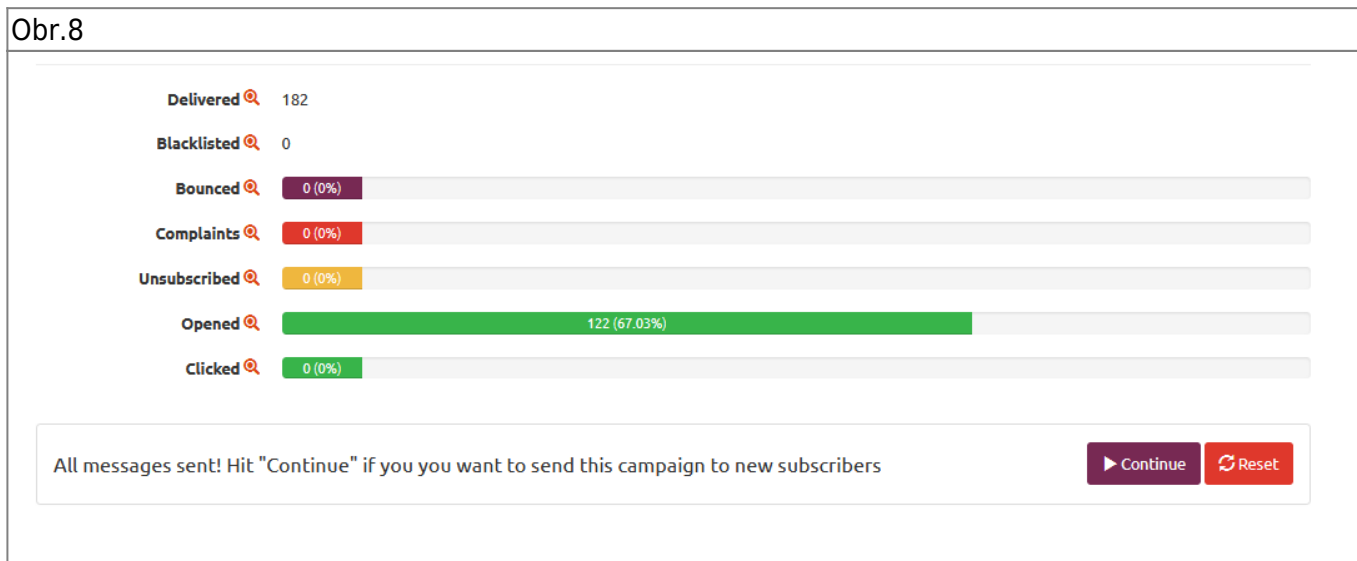 Obr.8
Delivered 182
Blacklisted 0
Bounced 0 (0%)
Complaints 0 (0%)
Unsubscribed 0 (0%)
Opened 122 (67.03%)
Clicked 0 (0%)
All messages sent! Hit "Continue" if you you want to send this campaign to new subscribers Continue Reset